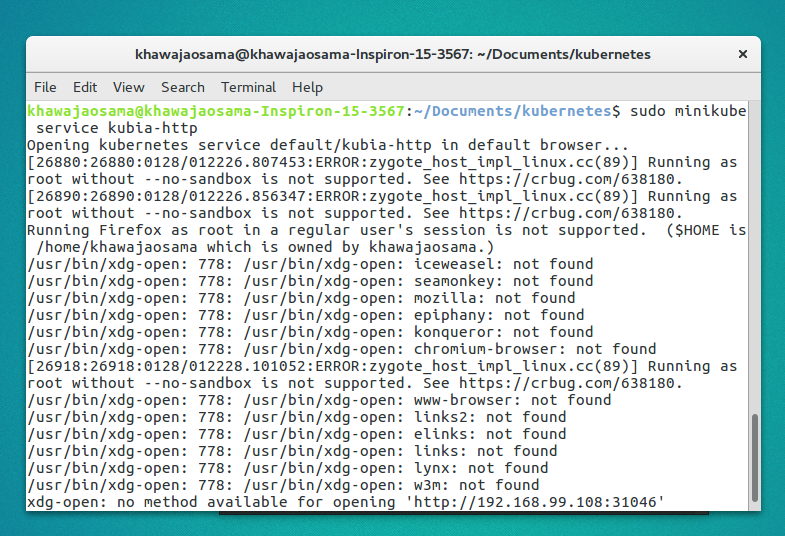 khawajaosama@khawajaosama-Inspiron-15-3567: ~/Documents/kubernetes
File Edit View Search Terminal Help
khawajaosama@khawajaosama-Inspiron-15-3567:~/Documents/kubernetes$ sudo minikube
service kubia-http
Opening kubernetes service default/kubia-http in default browser...
[26880:26880:0128/012226.807453:ERROR:zygote_host_impl_linux.cc(89)] Running as
root without --no-sandbox is not supported. See https://crbug.com/638180.
[26890:26890:0128/012226.856347:ERROR:zygote_host_impl_linux.cc(89)] Running as
root without --no-sandbox is not supported. See https://crbug.com/638180.
Running Firefox as root in a regular user's session is not supported.  ($HOME is
/home/khawajaosama which is owned by khawajaosama.)
/usr/bin/xdg-open: 778: /usr/bin/xdg-open: iceweasel: not found
/usr/bin/xdg-open: 778: /usr/bin/xdg-open: seamonkey: not found
/usr/bin/xdg-open: 778: /usr/bin/xdg-open: mozilla: not found
/usr/bin/xdg-open: 778: /usr/bin/xdg-open: epiphany: not found
/usr/bin/xdg-open: 778: /usr/bin/xdg-open: konqueror: not found
/usr/bin/xdg-open: 778: /usr/bin/xdg-open: chromium-browser: not found
[26918:26918:0128/012228.101052:ERROR:zygote_host_impl_linux.cc(89)] Running as
root without --no-sandbox is not supported. See https://crbug.com/638180.
/usr/bin/xdg-open: 778: /usr/bin/xdg-open: www-browser: not found
/usr/bin/xdg-open: 778: /usr/bin/xdg-open: links2: not found
/usr/bin/xdg-open: 778: /usr/bin/xdg-open: elinks: not found
/usr/bin/xdg-open: 778: /usr/bin/xdg-open: links: not found
/usr/bin/xdg-open: 778: /usr/bin/xdg-open: lynx: not found
/usr/bin/xdg-open: 778: /usr/bin/xdg-open: w3m: not found
xdg-open: no method available for opening 'http://192.168.99.108:31046'